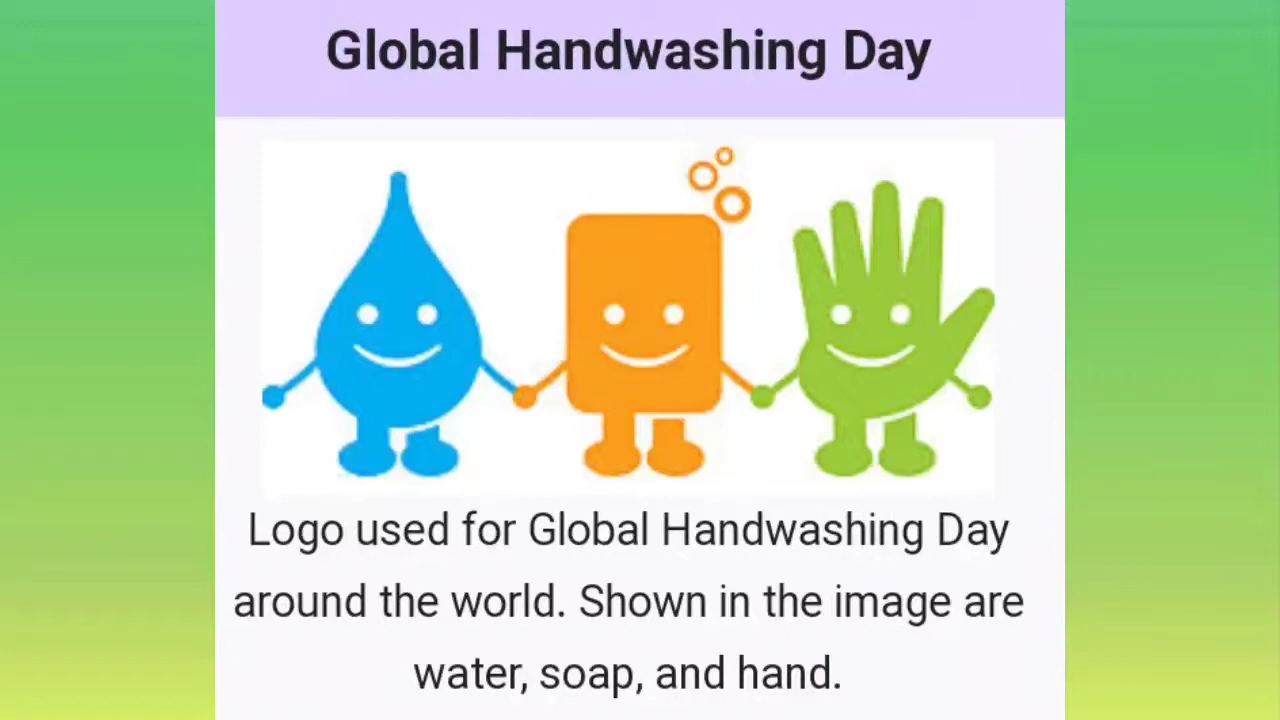 Global Handwashing Day
Logo used for Global Handwashing Day
around the world. Shown in the image are
water, soap, and hand.